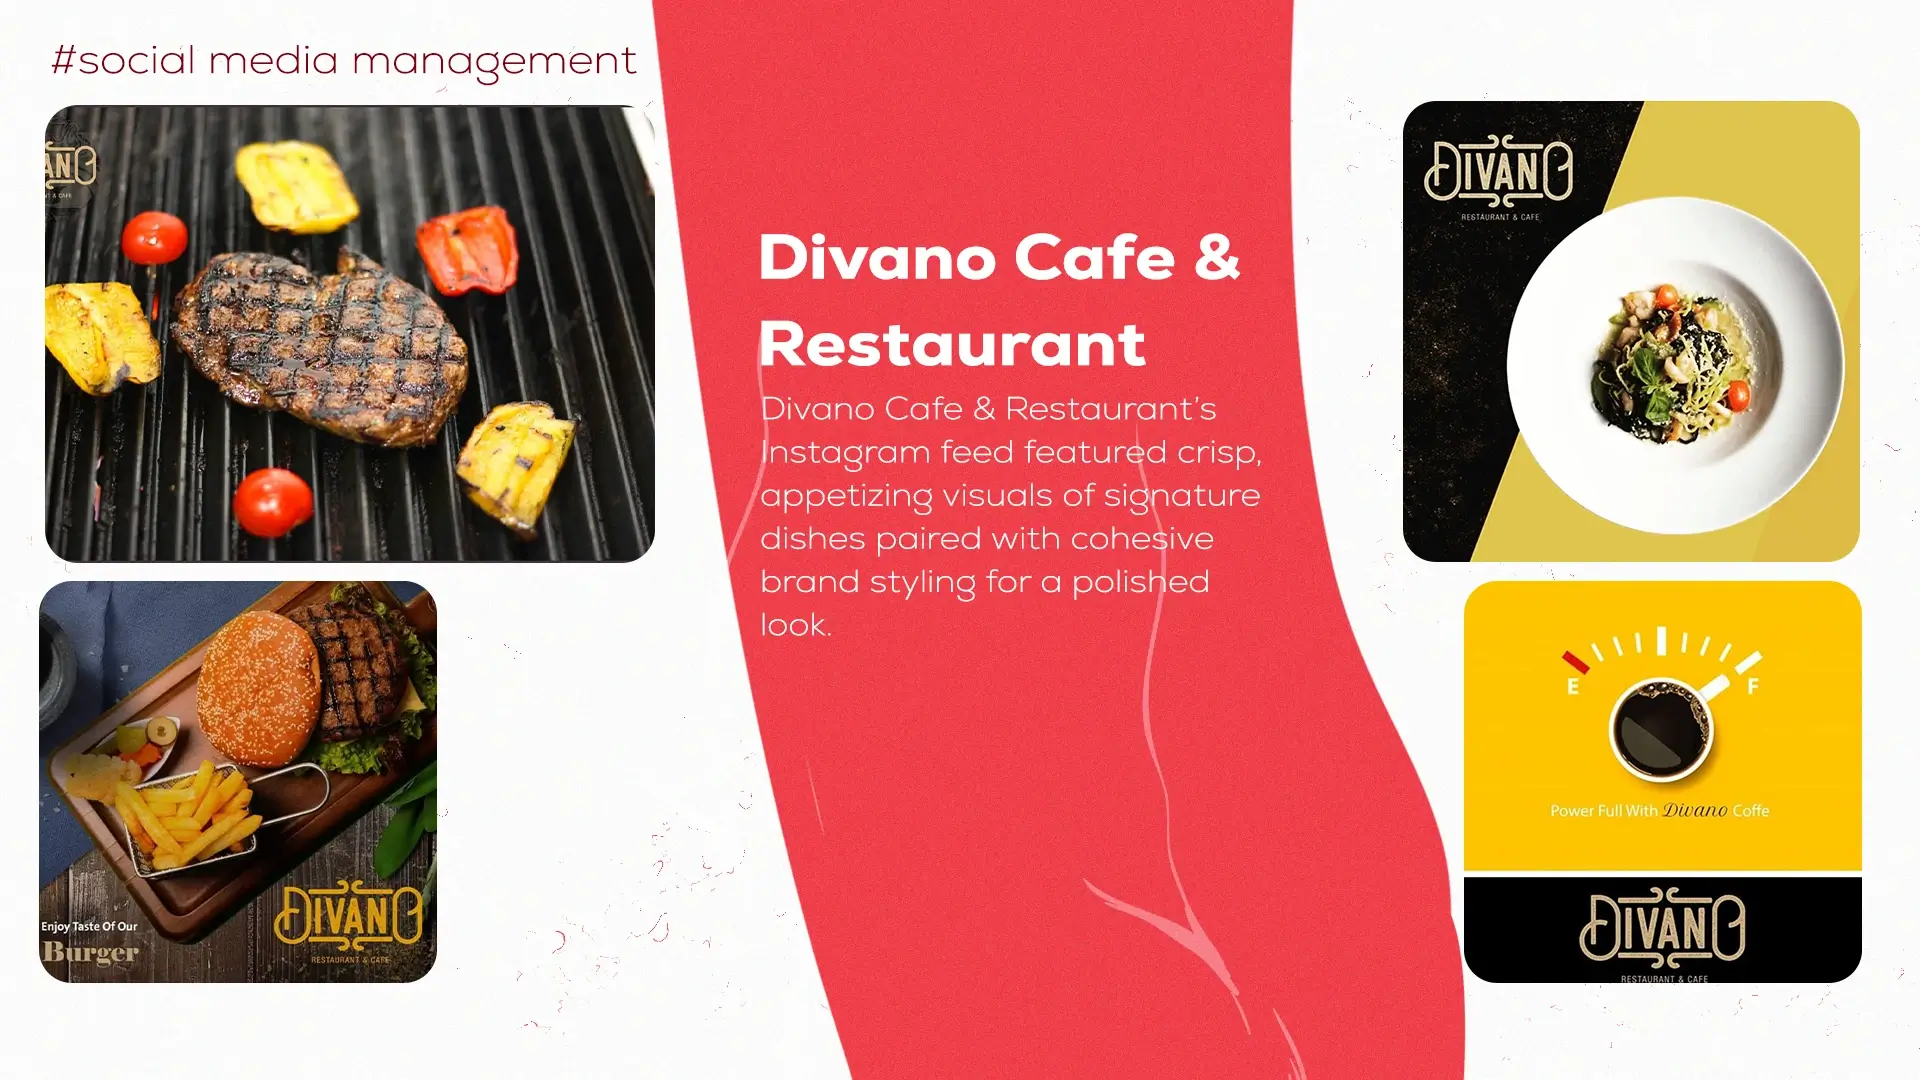 #social media management
Divano Cafe &
Restaurant
Divano Cafe & Restaurant’s
Instagram feed featured crisp,
appetizing visuals of signature
dishes paired with cohesive
brand styling for a polished
look.
Enjoy Taste Of Our
Burger
DIVANO
RESTAURANT & CAFE
DIVANO
RESTAURANT & CAFE
E
F
Power Full With Divano Coffe
DIVANO
RESTAURANT & CAFE